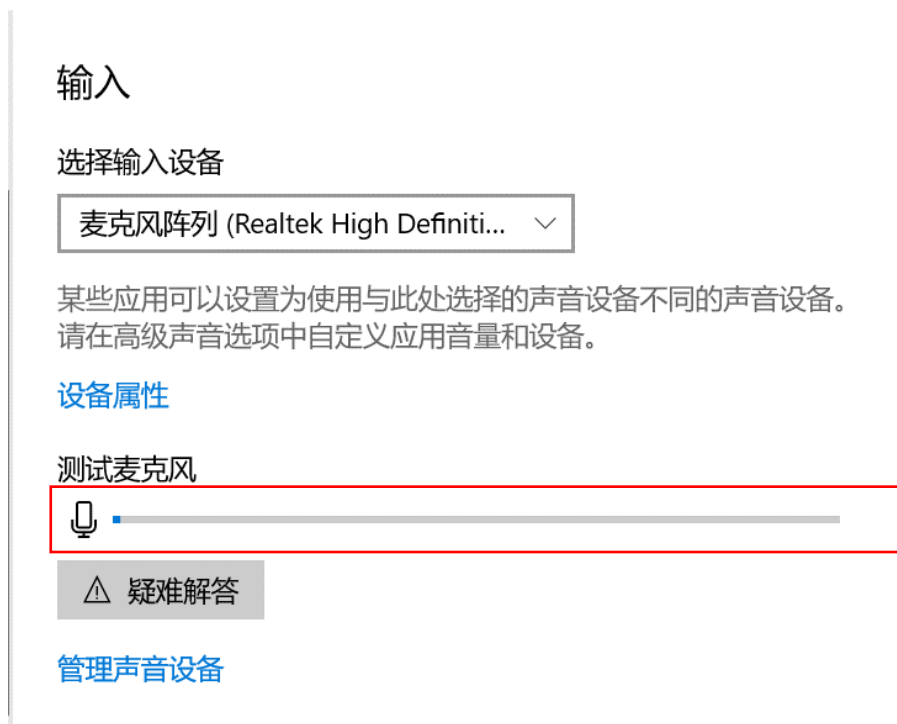 输入
选择输入设备
麦克风阵列 (Realtek High Definiti...
某些应用可以设置为使用与此处选择的声音设备不同的声音设备。
请在高级声音选项中自定义应用音量和设备。
设备属性
测试麦克风
疑难解答
管理声音设备